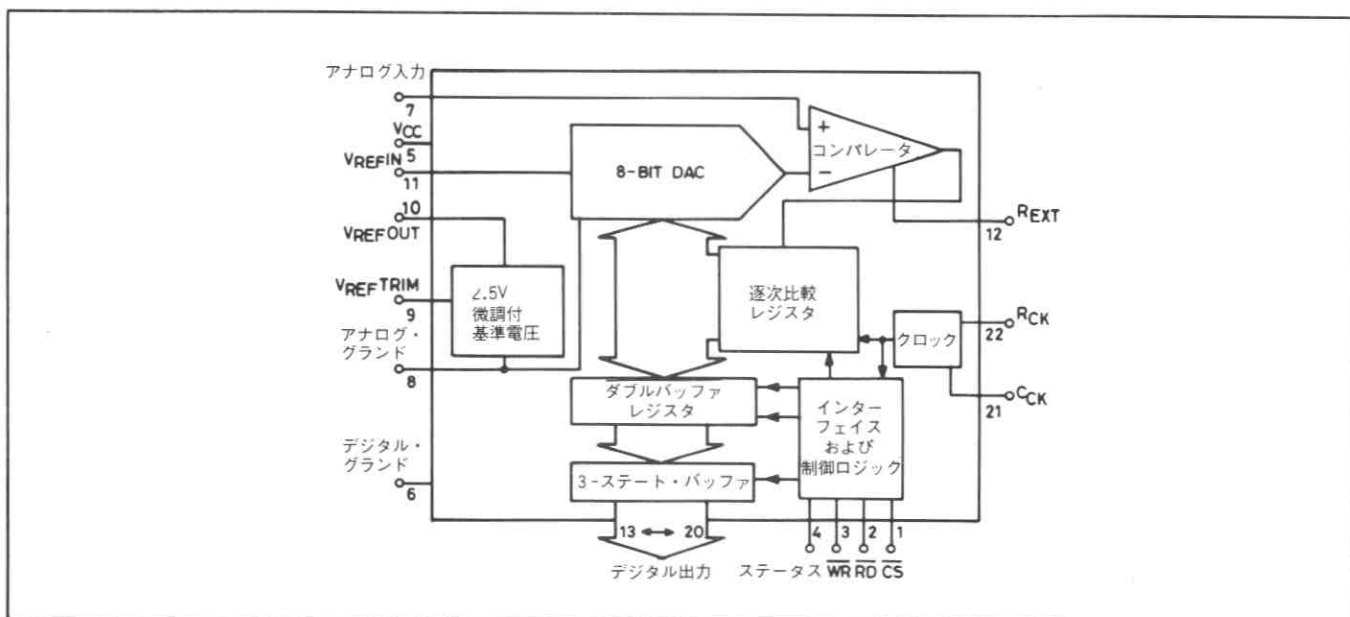 アナログ入力
7
VCC
5
VREFIN
11
10
VREFOUT
VREFTRIM
9
アナログ・
グランド
8
デジタル・
グランド
6
8-BIT DAC
+
コンパレータ
−
REXT
12
2.5V
微調付
基準電圧
逐次比較
レジスタ
クロック
RCK
22
CCK
21
ダブルバッファ
レジスタ
インター
フェイス
および
制御ロジック
3-ステート・バッファ
13 ↔ 20
4 3 2 1
デジタル出力
ステータス W̅R̅ R̅D̅ C̅S̅